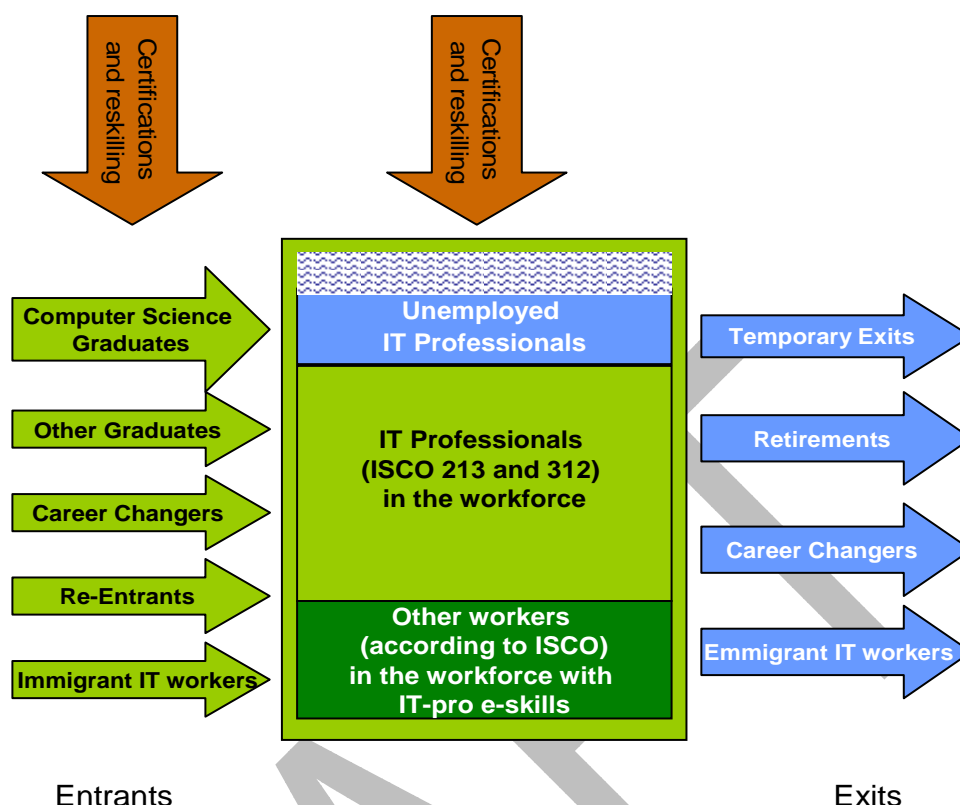 Certifications
and reskilling
Certifications
and reskilling
Computer Science
Graduates
Other Graduates
Career Changers
Re-Entrants
Immigrant IT workers
Unemployed
IT Professionals
IT Professionals
(ISCO 213 and 312)
in the workforce
Other workers
(according to ISCO)
in the workforce with
IT-pro e-skills
Temporary Exits
Retirements
Career Changers
Emmigrant IT workers
Entrants
Exits